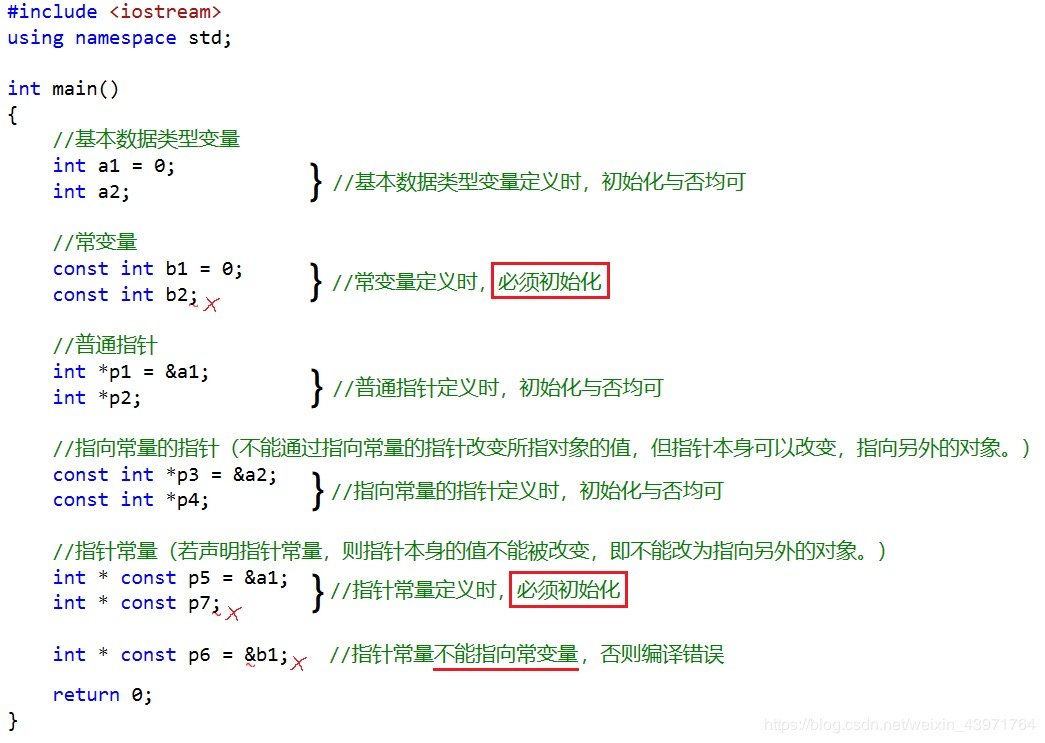 #include <iostream>
using namespace std;
int main()
{
//基本数据类型变量
int a1 = 0;
int a2;
} //基本数据类型变量定义时，初始化与否均可
//常变量
const int b1 = 0;
const int b2;
} //常变量定义时，必须初始化
//普通指针
int *p1 = &a1;
int *p2;
} //普通指针定义时，初始化与否均可
//指向常量的指针（不能通过指向常量的指针改变所指对象的值，但指针本身可以改变，指向另外的对象。）
const int *p3 = &a2;
const int *p4;
} //指向常量的指针定义时，初始化与否均可
//指针常量（若声明指针常量，则指针本身的值不能被改变，即不能改为指向另外的对象。）
int * const p5 = &a1;
int * const p7;
} //指针常量定义时，必须初始化
int * const p6 = &b1; //指针常量不能指向常变量，否则编译错误
return 0;
}
https://blog.csdn.net/weixin_43971764